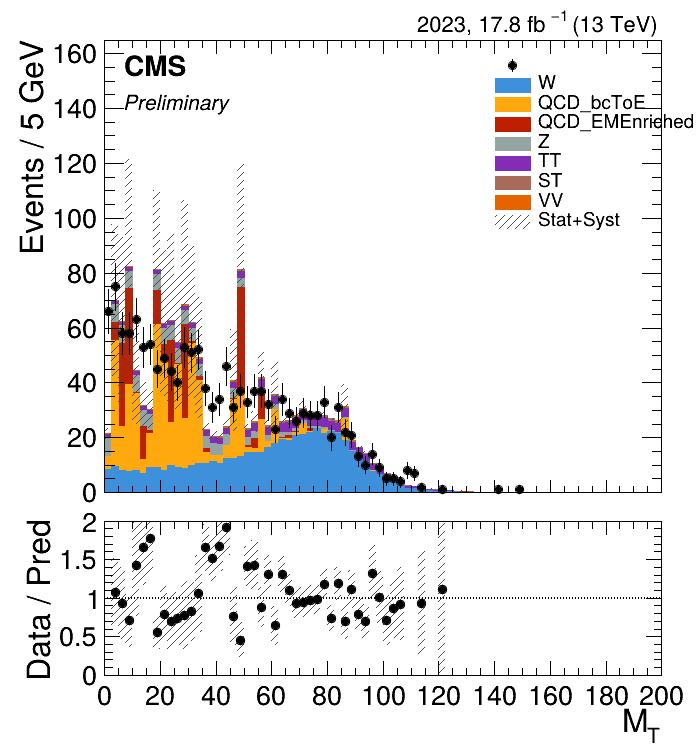 2023, 17.8 fb⁻¹ (13 TeV)
Events / 5 GeV
160
140
120
100
80
60
40
20
0
CMS
Preliminary
W
QCD_bcToE
QCD_EMEnriched
Z
TT
ST
VV
Stat+Syst
Data / Pred
2
1.5
1
0.5
0
0 20 40 60 80 100 120 140 160 180 200
M_T